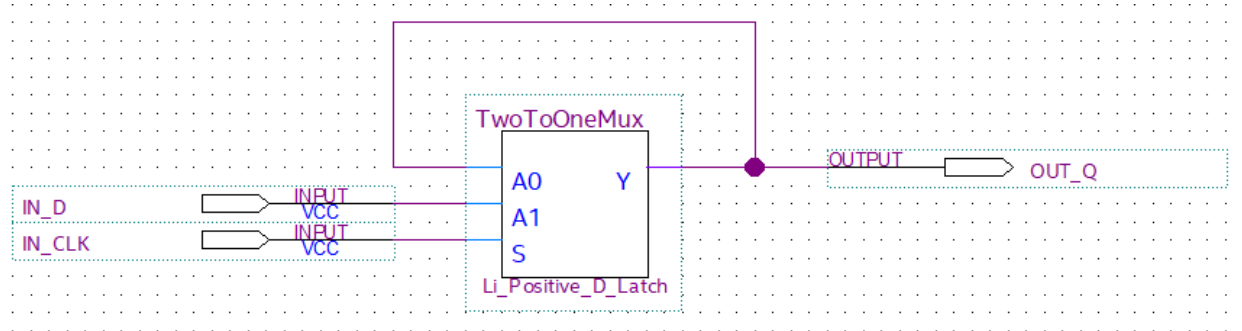 TwoToOneMux
A0 Y
A1
S
Li_Positive_D_Latch
IN_D INPUT
VCC
IN_CLK INPUT
VCC
OUTPUT OUT_Q